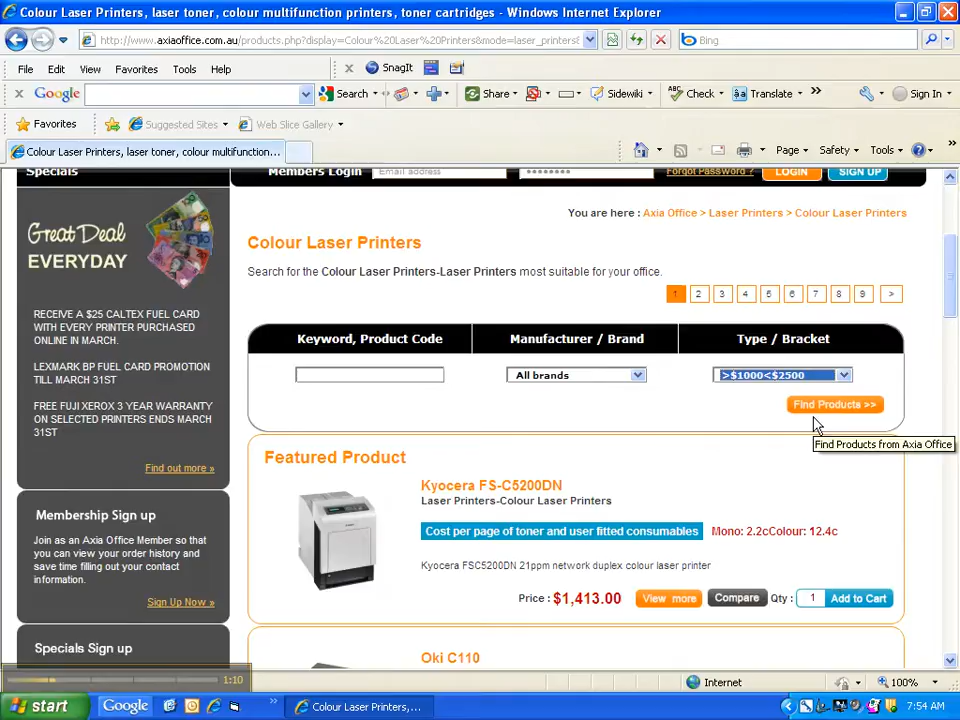 Colour Laser Printers, laser toner, colour multifunction printers, toner cartridges - Windows Internet Explorer
http://www.axiaoffice.com.au/products.php?display=Colour%20Laser%20Printers&mode=laser_printers&
Bing
File Edit View Favorites Tools Help
SnagIt
Google Search Share Sidewiki Check Translate Sign In
Favorites Suggested Sites Web Slice Gallery
Colour Laser Printers, laser toner, colour multifunction...
Page Safety Tools
Specials
Members Login Email address Forgot Password ? LOGIN SIGN UP
You are here : Axia Office > Laser Printers > Colour Laser Printers
Great Deal
EVERYDAY
Colour Laser Printers
Search for the Colour Laser Printers-Laser Printers most suitable for your office.
1 2 3 4 5 6 7 8 9 >
RECEIVE A $25 CALTEX FUEL CARD
WITH EVERY PRINTER PURCHASED
ONLINE IN MARCH.
LEXMARK BP FUEL CARD PROMOTION
TILL MARCH 31ST
FREE FUJI XEROX 3 YEAR WARRANTY
ON SELECTED PRINTERS ENDS MARCH
31ST
Find out more »
Keyword, Product Code Manufacturer / Brand Type / Bracket
All brands >$1000<$2500
Find Products >>
Find Products from Axia Office
Featured Product
Kyocera FS-C5200DN
Laser Printers-Colour Laser Printers
Cost per page of toner and user fitted consumables Mono: 2.2cColour: 12.4c
Kyocera FSC5200DN 21ppm network duplex colour laser printer
Price : $1,413.00 View more Compare Qty : 1 Add to Cart
Oki C110
Membership Sign up
Join as an Axia Office Member so
that you can view your order history and
save time filling out your contact
information.
Sign Up Now »
Specials Sign up
1:10
Internet 100%
start Google Colour Laser Printers,... 7:54 AM